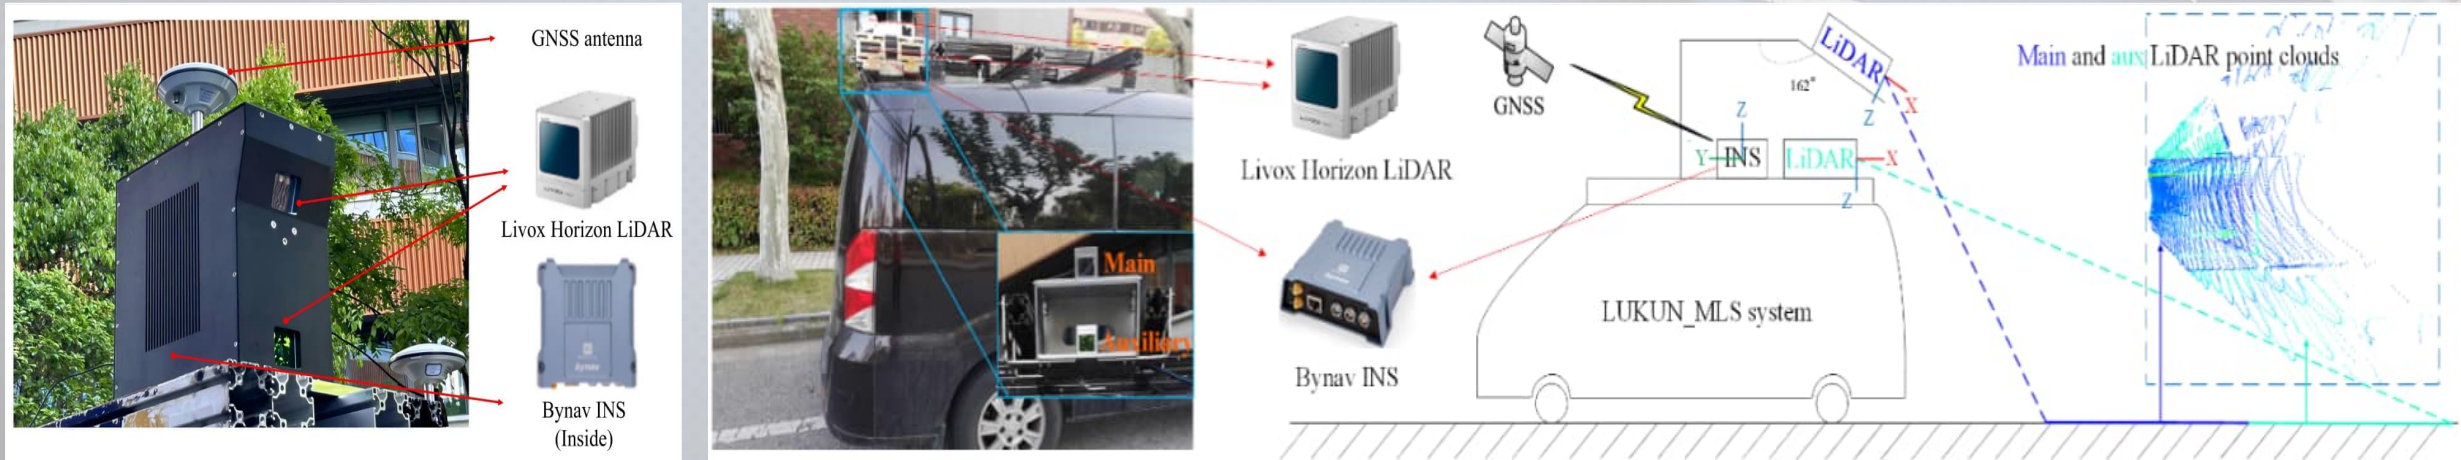 GNSS antenna
Livox Horizon LiDAR
Bynav
Bynav INS
(Inside)
Main
Auxiliary
Livox Horizon LiDAR
Bynav INS
GNSS
LiDAR
162°
X
Z
Z
Y
INS
LiDAR
X
Z
LUKUN_MLS system
Main and aux LiDAR point clouds